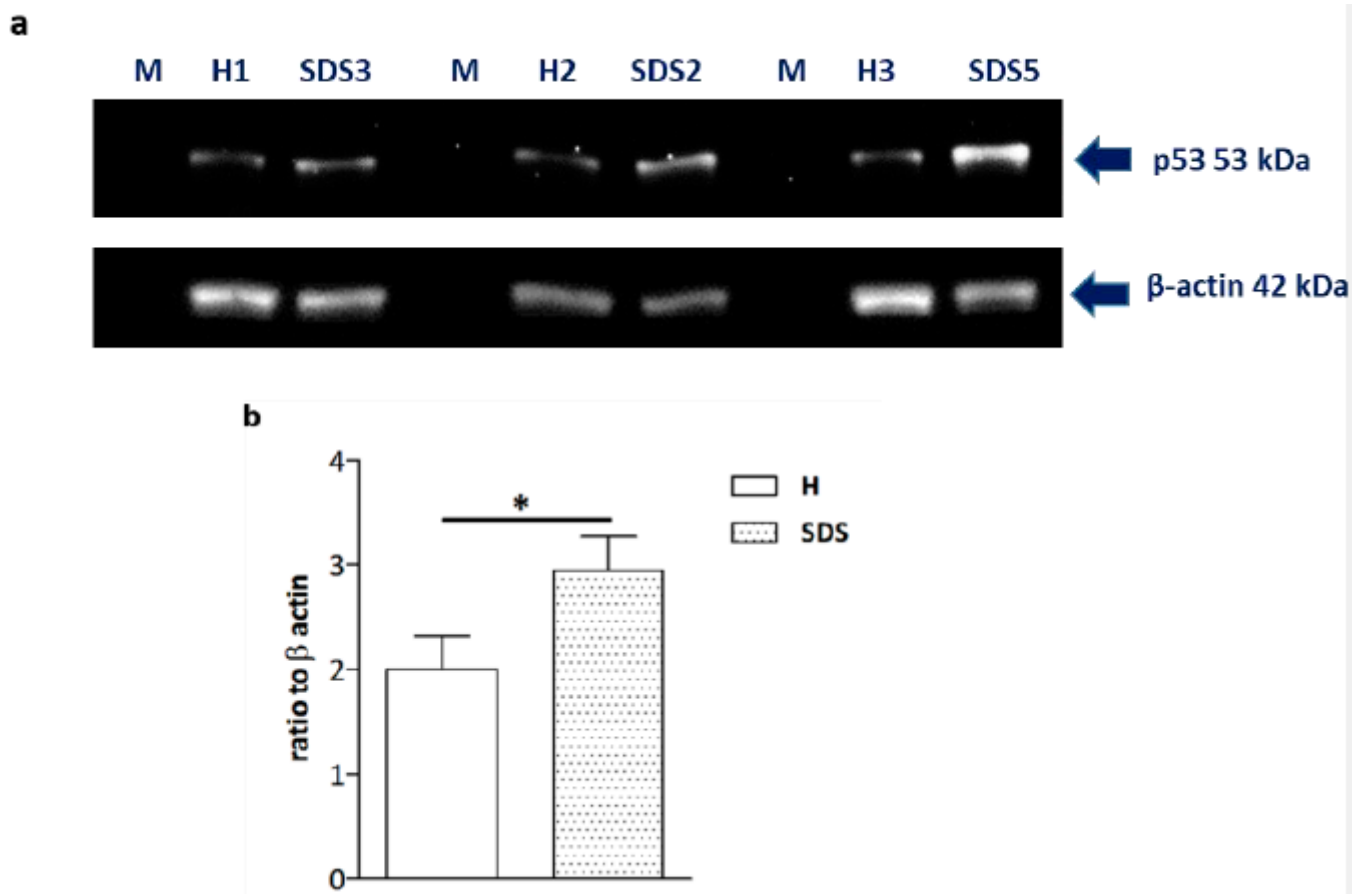 a
M H1 SDS3 M H2 SDS2 M H3 SDS5
p53 53 kDa
β-actin 42 kDa
b
4
3
2
1
0
ratio to β actin
*
H
SDS